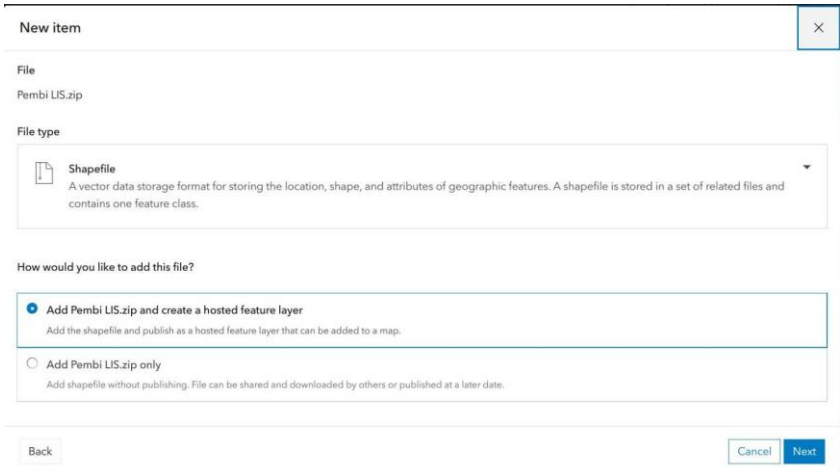 New item
File
Pembi LIS.zip
File type
Shapefile
A vector data storage format for storing the location, shape, and attributes of geographic features. A shapefile is stored in a set of related files and
contains one feature class.
How would you like to add this file?
Add Pembi LIS.zip and create a hosted feature layer
Add the shapefile and publish as a hosted feature layer that can be added to a map.
Add Pembi LIS.zip only
Add shapefile without publishing. File can be shared and downloaded by others or published at a later date.
Back
Cancel
Next